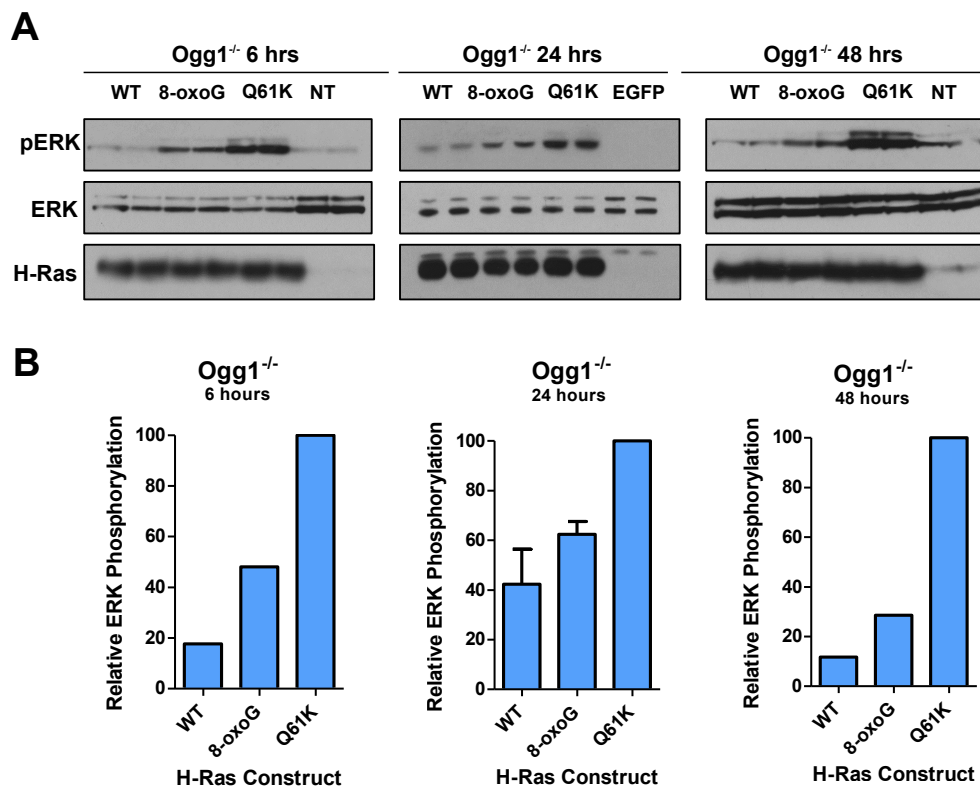 A
Ogg1-/- 6 hrs
WT 8-oxoG Q61K NT
Ogg1-/- 24 hrs
WT 8-oxoG Q61K EGFP
Ogg1-/- 48 hrs
WT 8-oxoG Q61K NT
pERK
ERK
H-Ras
B
Ogg1-/-
6 hours
Relative ERK Phosphorylation
100
80
60
40
20
0
WT
8-oxoG
Q61K
H-Ras Construct
Ogg1-/-
24 hours
Relative ERK Phosphorylation
100
80
60
40
20
0
WT
8-oxoG
Q61K
H-Ras Construct
Ogg1-/-
48 hours
Relative ERK Phosphorylation
100
80
60
40
20
0
WT
8-oxoG
Q61K
H-Ras Construct